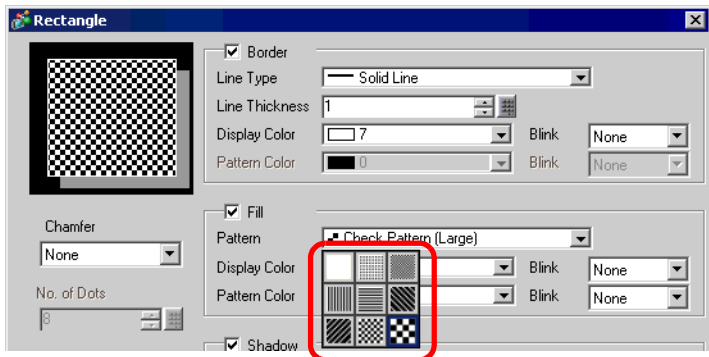 Rectangle
Border
Line Type Solid Line
Line Thickness 1
Display Color 7 Blink None
Pattern Color 0 Blink None
Chamfer
None
No. of Dots
8
Fill
Pattern Check Pattern (Large)
Display Color Blink None
Pattern Color Blink None
Shadow